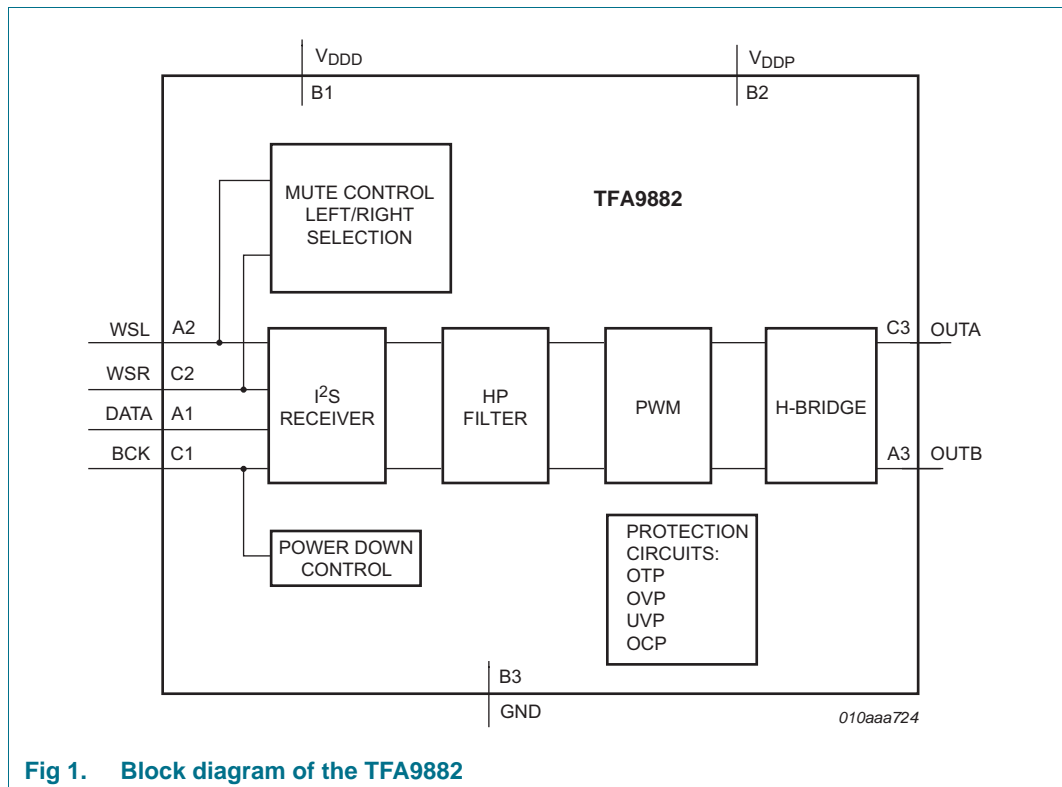 VDDD
VDDP
B1
B2
MUTE CONTROL
LEFT/RIGHT
SELECTION
TFA9882
WSL
A2
WSR
C2
DATA
A1
BCK
C1
I2S
RECEIVER
HP
FILTER
PWM
H-BRIDGE
C3
OUTA
A3
OUTB
POWER DOWN
CONTROL
PROTECTION
CIRCUITS:
OTP
OVP
UVP
OCP
B3
GND
010aaa724
Fig 1. Block diagram of the TFA9882